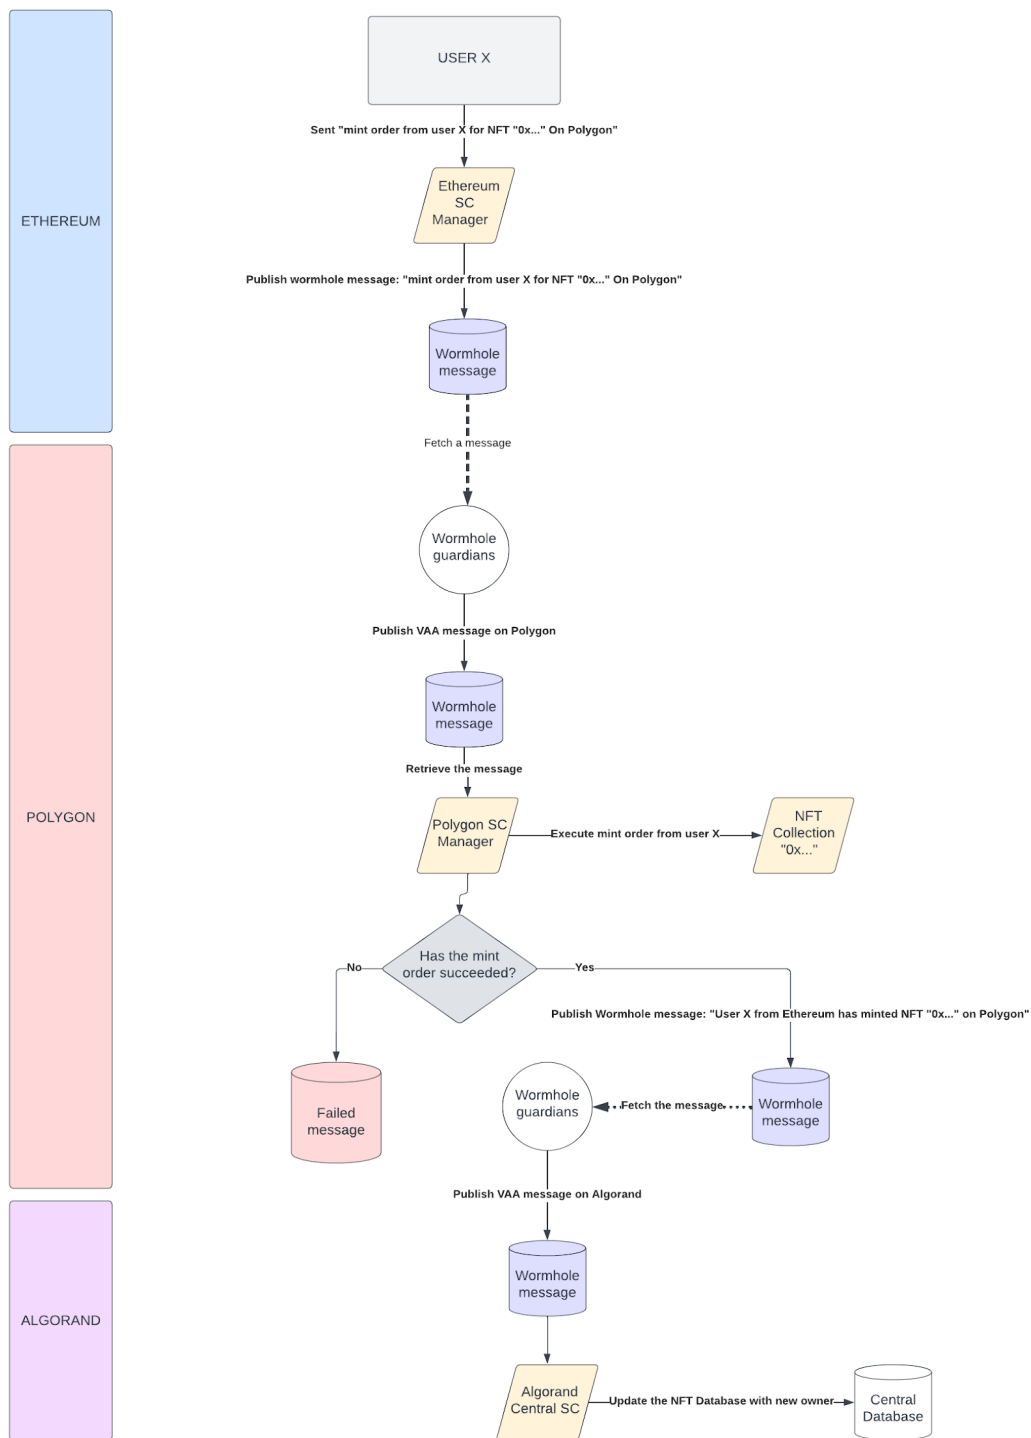 ETHEREUM
USER X
Sent "mint order from user X for NFT "0x..." On Polygon"
Ethereum
SC
Manager
Publish wormhole message: "mint order from user X for NFT "0x..." On Polygon"
Wormhole
message
Fetch a message
POLYGON
Wormhole
guardians
Publish VAA message on Polygon
Wormhole
message
Retrieve the message
Polygon SC
Manager
Execute mint order from user X
NFT
Collection
"0x..."
Has the mint
order succeeded?
No
Yes
Publish Wormhole message: "User X from Ethereum has minted NFT "0x..." on Polygon"
Failed
message
Wormhole
guardians
Fetch the message
Wormhole
message
Publish VAA message on Algorand
ALGORAND
Wormhole
message
Algorand
Central SC
Update the NFT Database with new owner
Central
Database